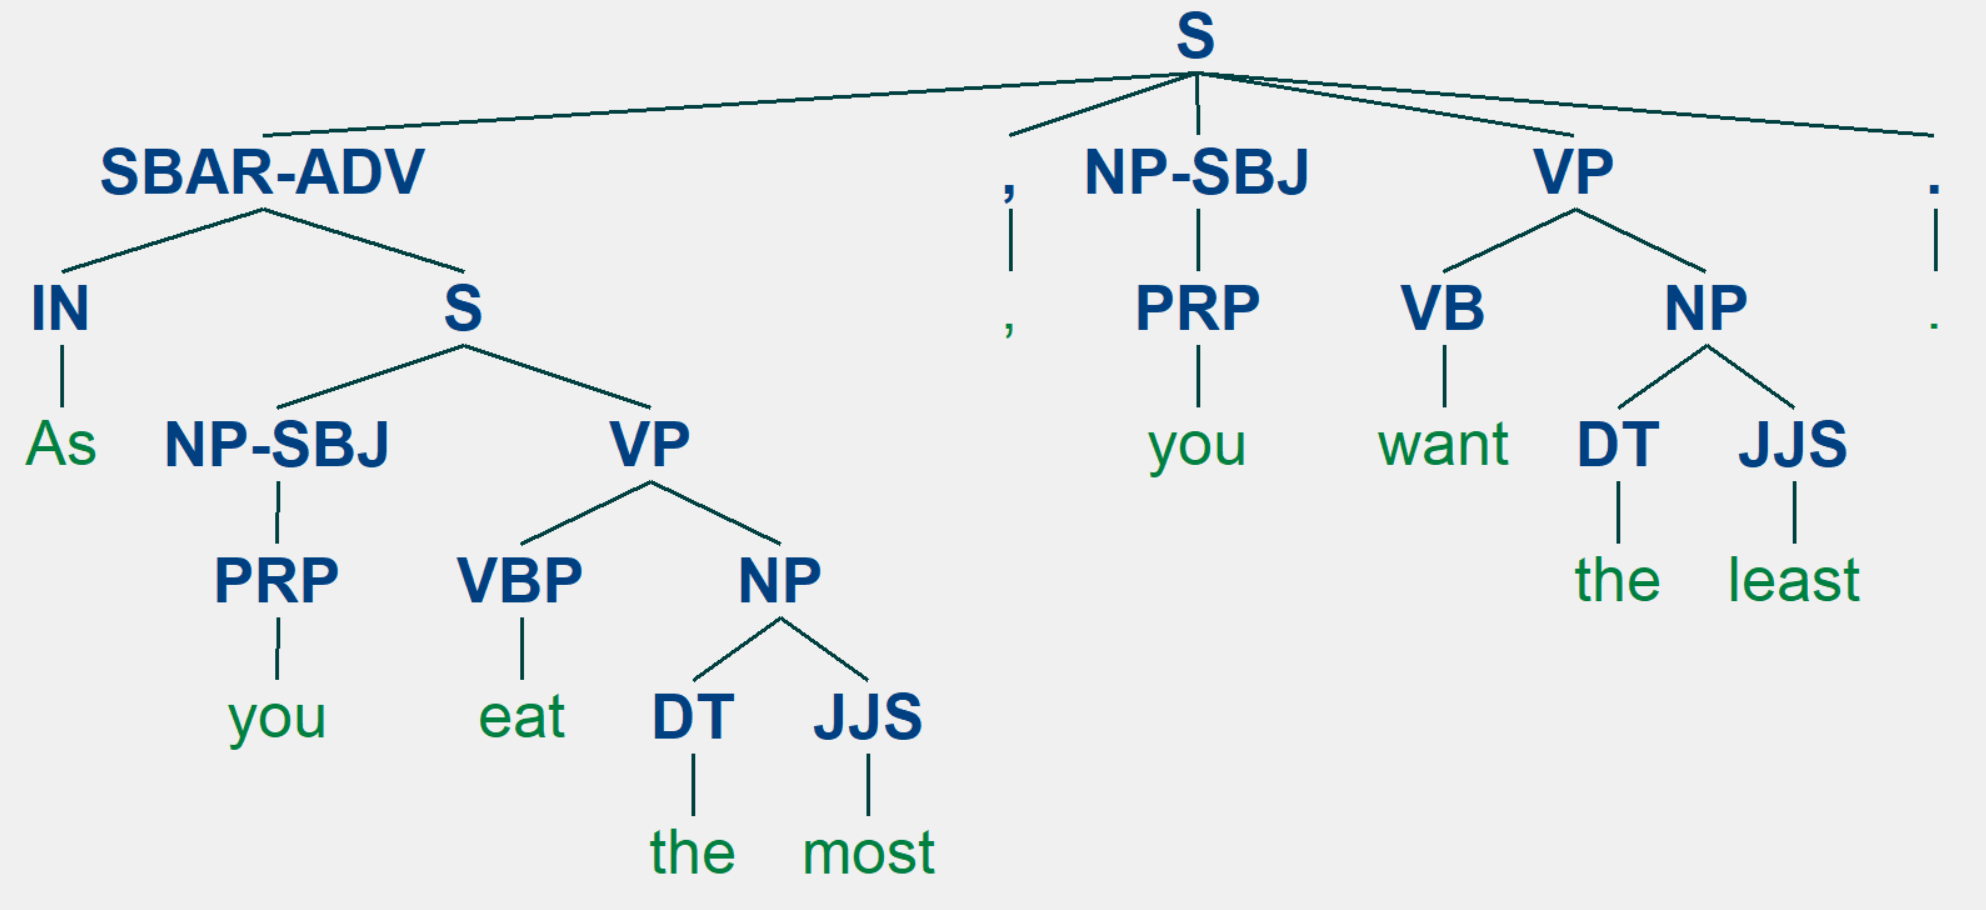 S
SBAR-ADV , NP-SBJ VP .
IN S , PRP VB NP .
As NP-SBJ VP you want DT JJS
PRP VBP NP the least
you eat DT JJS
the most